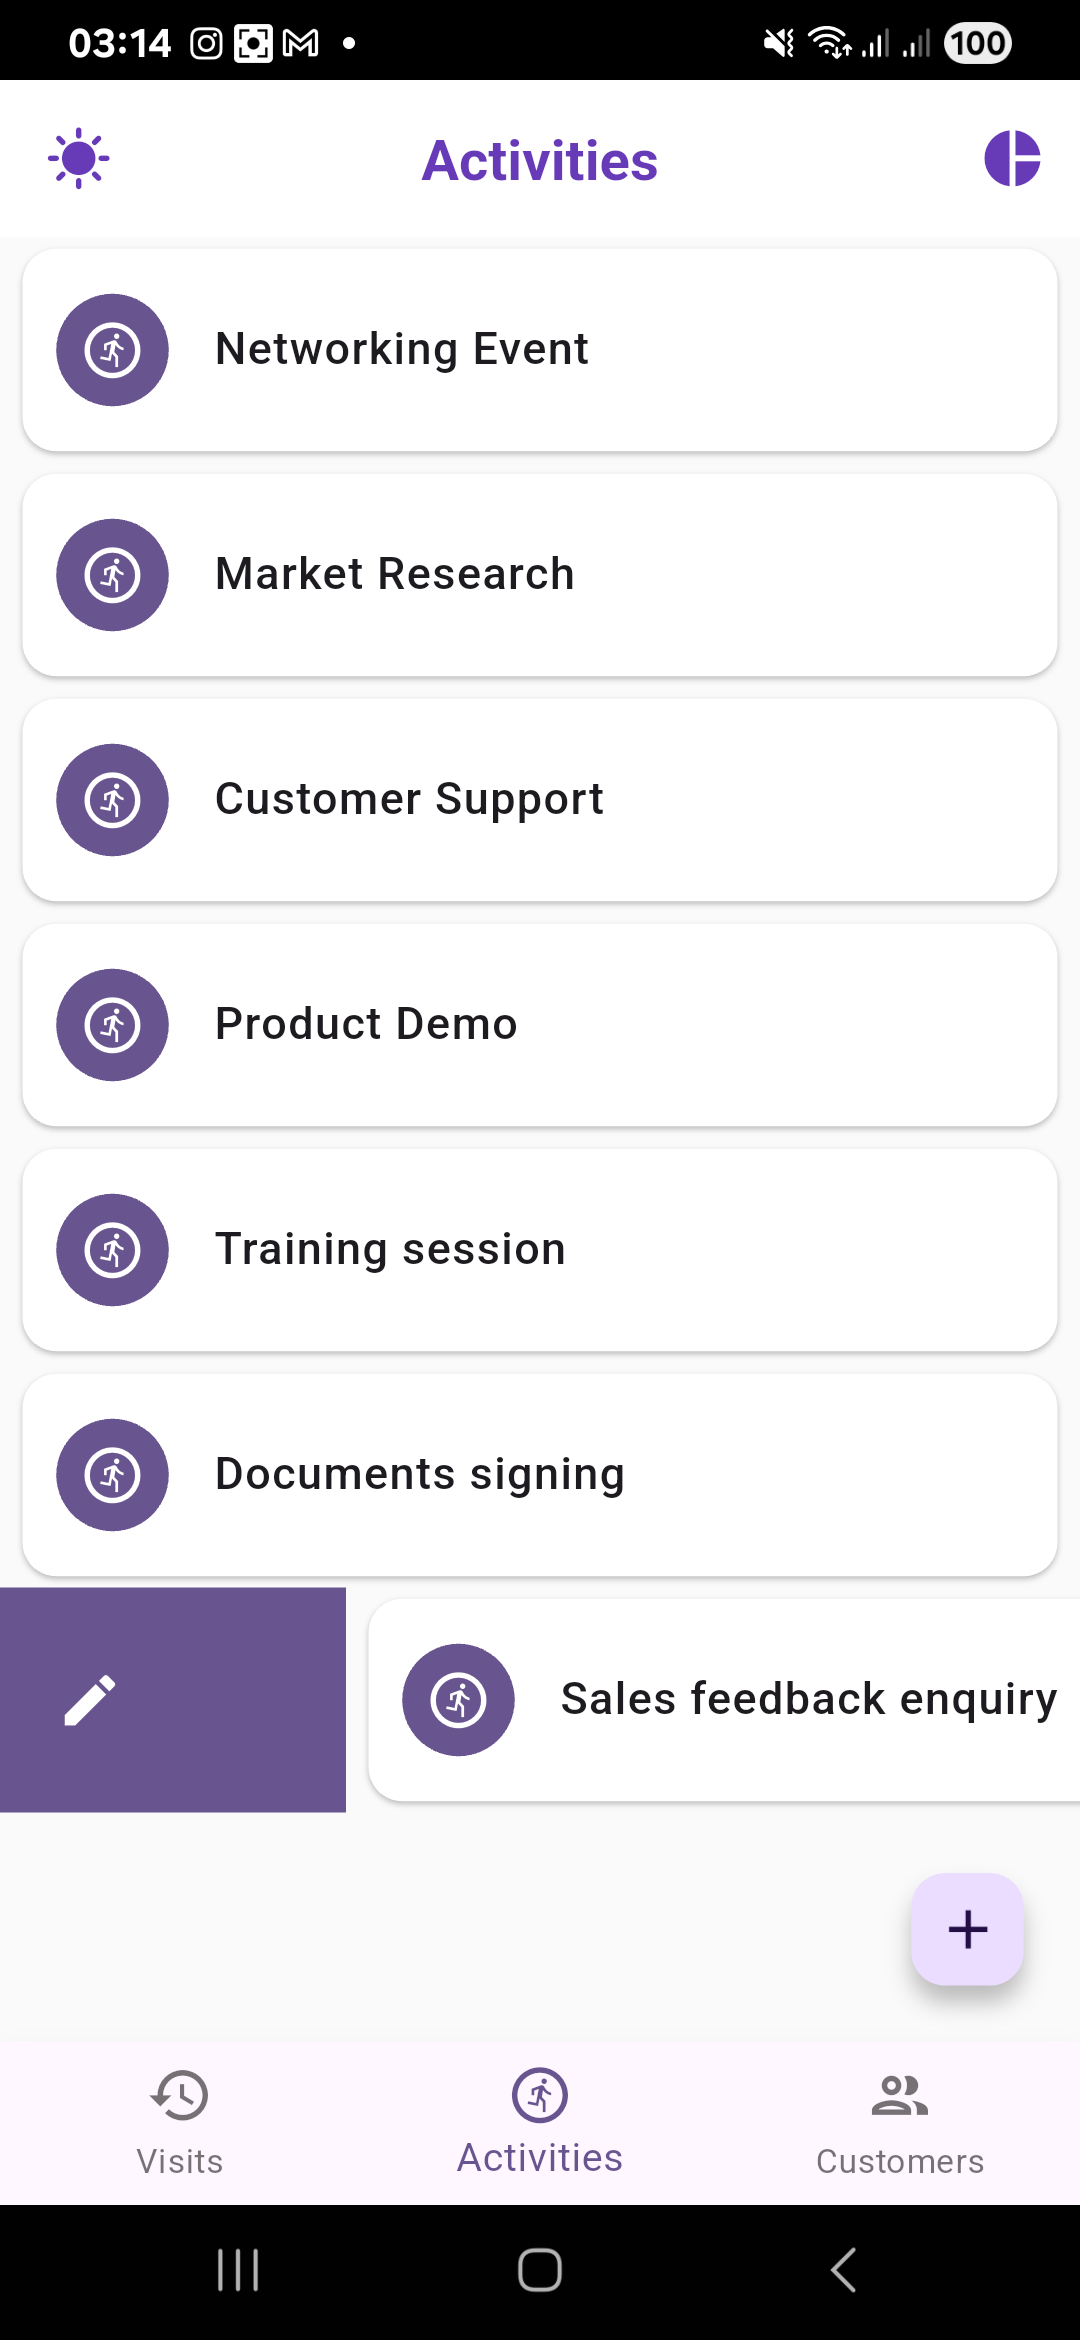 03:14
100
Activities
Networking Event
Market Research
Customer Support
Product Demo
Training session
Documents signing
Sales feedback enquiry
Visits
Activities
Customers